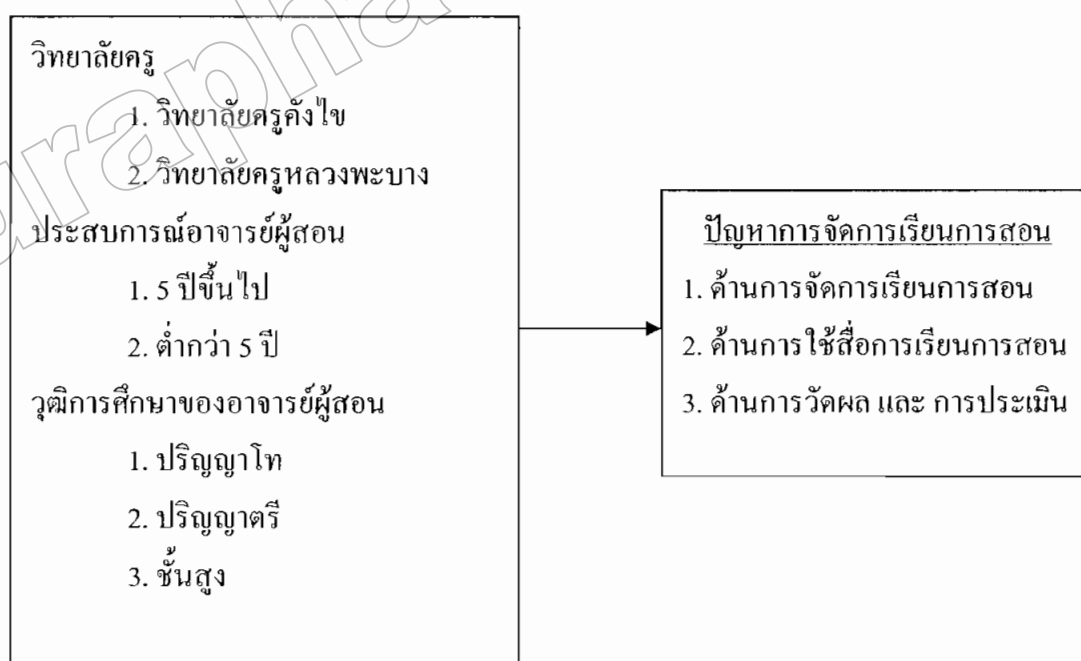 วิทยาลัยครู
1. วิทยาลัยครูคังไข
2. วิทยาลัยครูหลวงพะบาง
ประสบการณ์อาจารย์ผู้สอน
1. 5 ปีขึ้นไป
2. ต่ำกว่า 5 ปี
วุฒิการศึกษาของอาจารย์ผู้สอน
1. ปริญญาโท
2. ปริญญาตรี
3. ชั้นสูง
ปัญหาการจัดการเรียนการสอน
1. ด้านการจัดการเรียนการสอน
2. ด้านการใช้สื่อการเรียนการสอน
3. ด้านการวัดผล และ การประเมิน